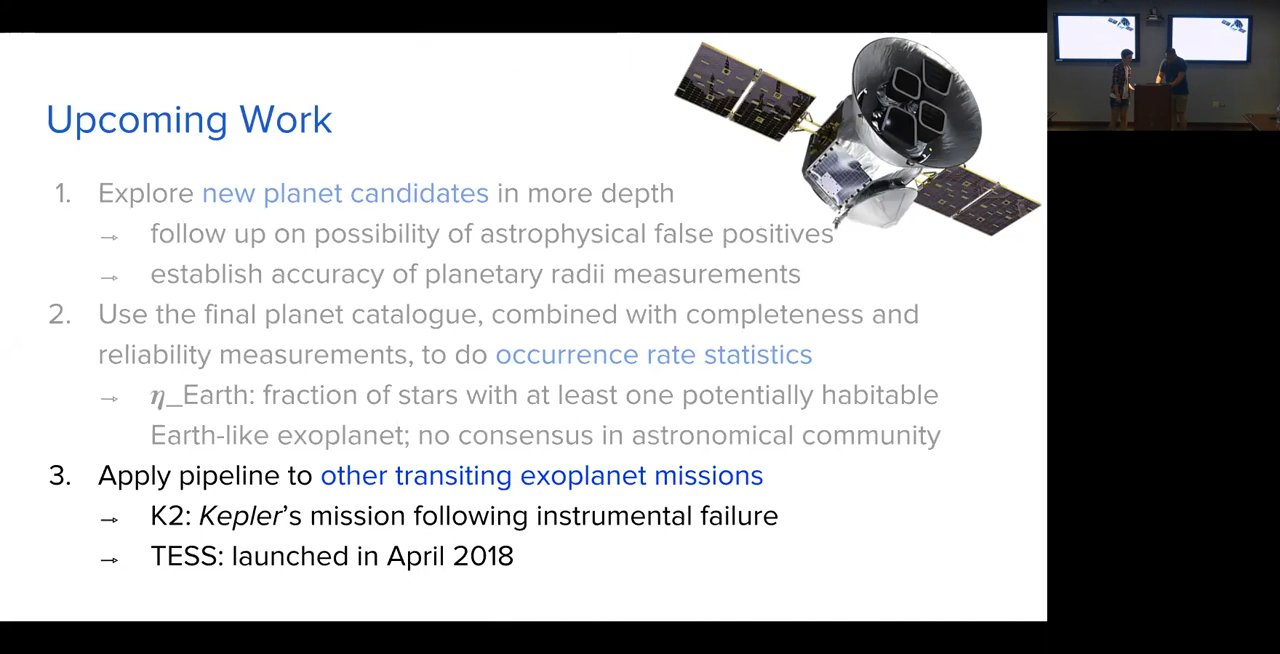 Upcoming Work
1. Explore new planet candidates in more depth
→ follow up on possibility of astrophysical false positives
→ establish accuracy of planetary radii measurements
2. Use the final planet catalogue, combined with completeness and
reliability measurements, to do occurrence rate statistics
→ η_Earth: fraction of stars with at least one potentially habitable
Earth-like exoplanet; no consensus in astronomical community
3. Apply pipeline to other transiting exoplanet missions
→ K2: Kepler's mission following instrumental failure
→ TESS: launched in April 2018